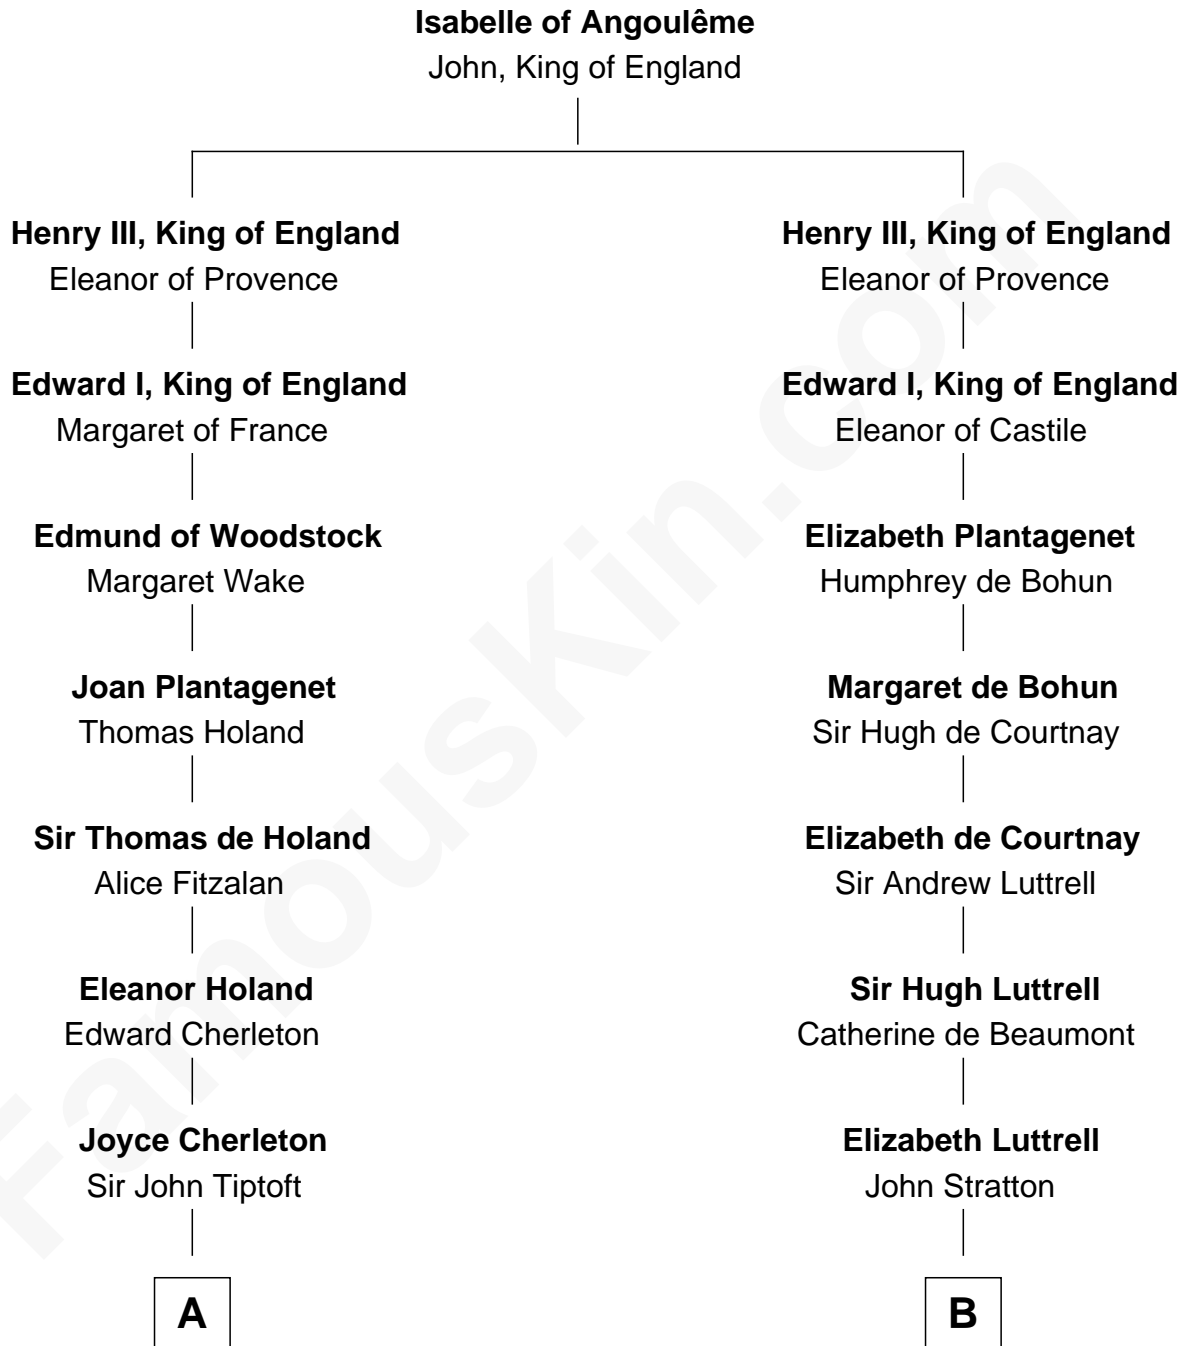 Isabelle of Angoulême
John, King of England
Henry III, King of England
Eleanor of Provence
Henry III, King of England
Eleanor of Provence
Edward I, King of England
Margaret of France
Edward I, King of England
Eleanor of Castile
Edmund of Woodstock
Margaret Wake
Elizabeth Plantagenet
Humphrey de Bohun
Joan Plantagenet
Thomas Holand
Margaret de Bohun
Sir Hugh de Courtnay
Sir Thomas de Holand
Alice Fitzalan
Elizabeth de Courtnay
Sir Andrew Luttrell
Eleanor Holand
Edward Cherleton
Sir Hugh Luttrell
Catherine de Beaumont
Joyce Cherleton
Sir John Tiptoft
Elizabeth Luttrell
John Stratton
A
B
FamousKin.com